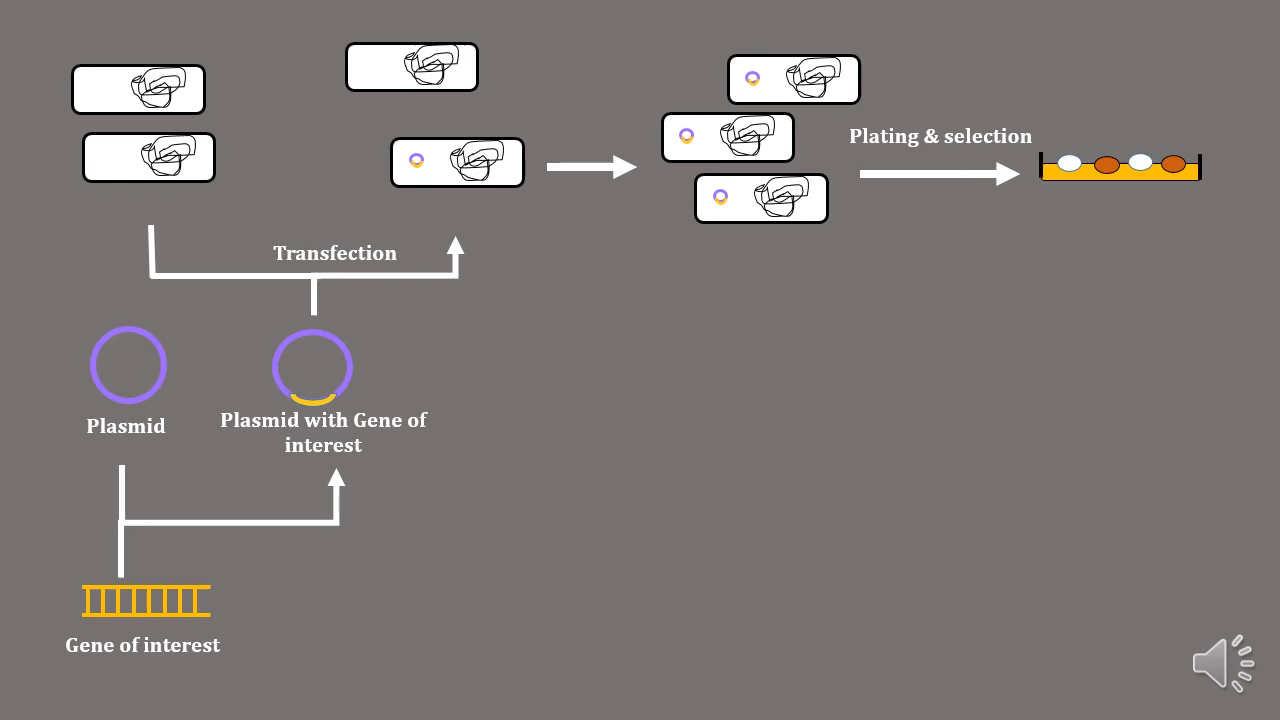 Plating & selection
Transfection
Plasmid
Plasmid with Gene of
interest
Gene of interest